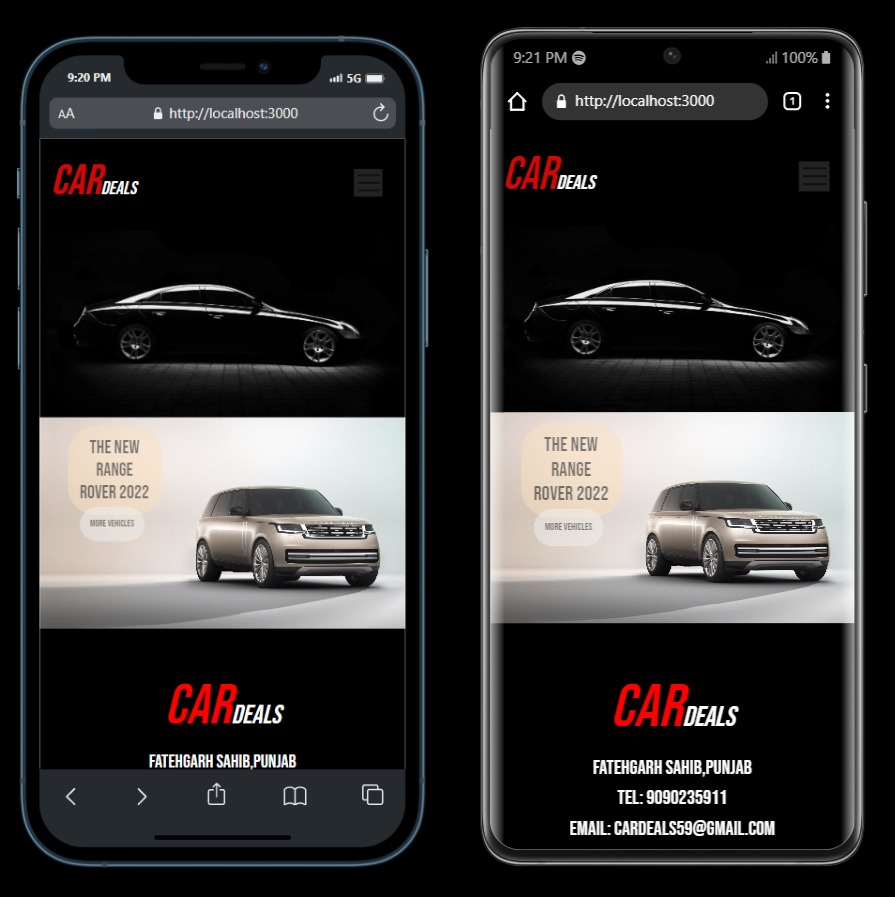 9:20 PM
5G
AA
http://localhost:3000
CARDEALS
THE NEW
RANGE
ROVER 2022
MORE VEHICLES
CARDEALS
FATEHGARH SAHIB,PUNJAB
9:21 PM
100%
http://localhost:3000
1
CARDEALS
THE NEW
RANGE
ROVER 2022
MORE VEHICLES
CARDEALS
FATEHGARH SAHIB,PUNJAB
TEL: 9090235911
EMAIL: CARDEALS59@GMAIL.COM